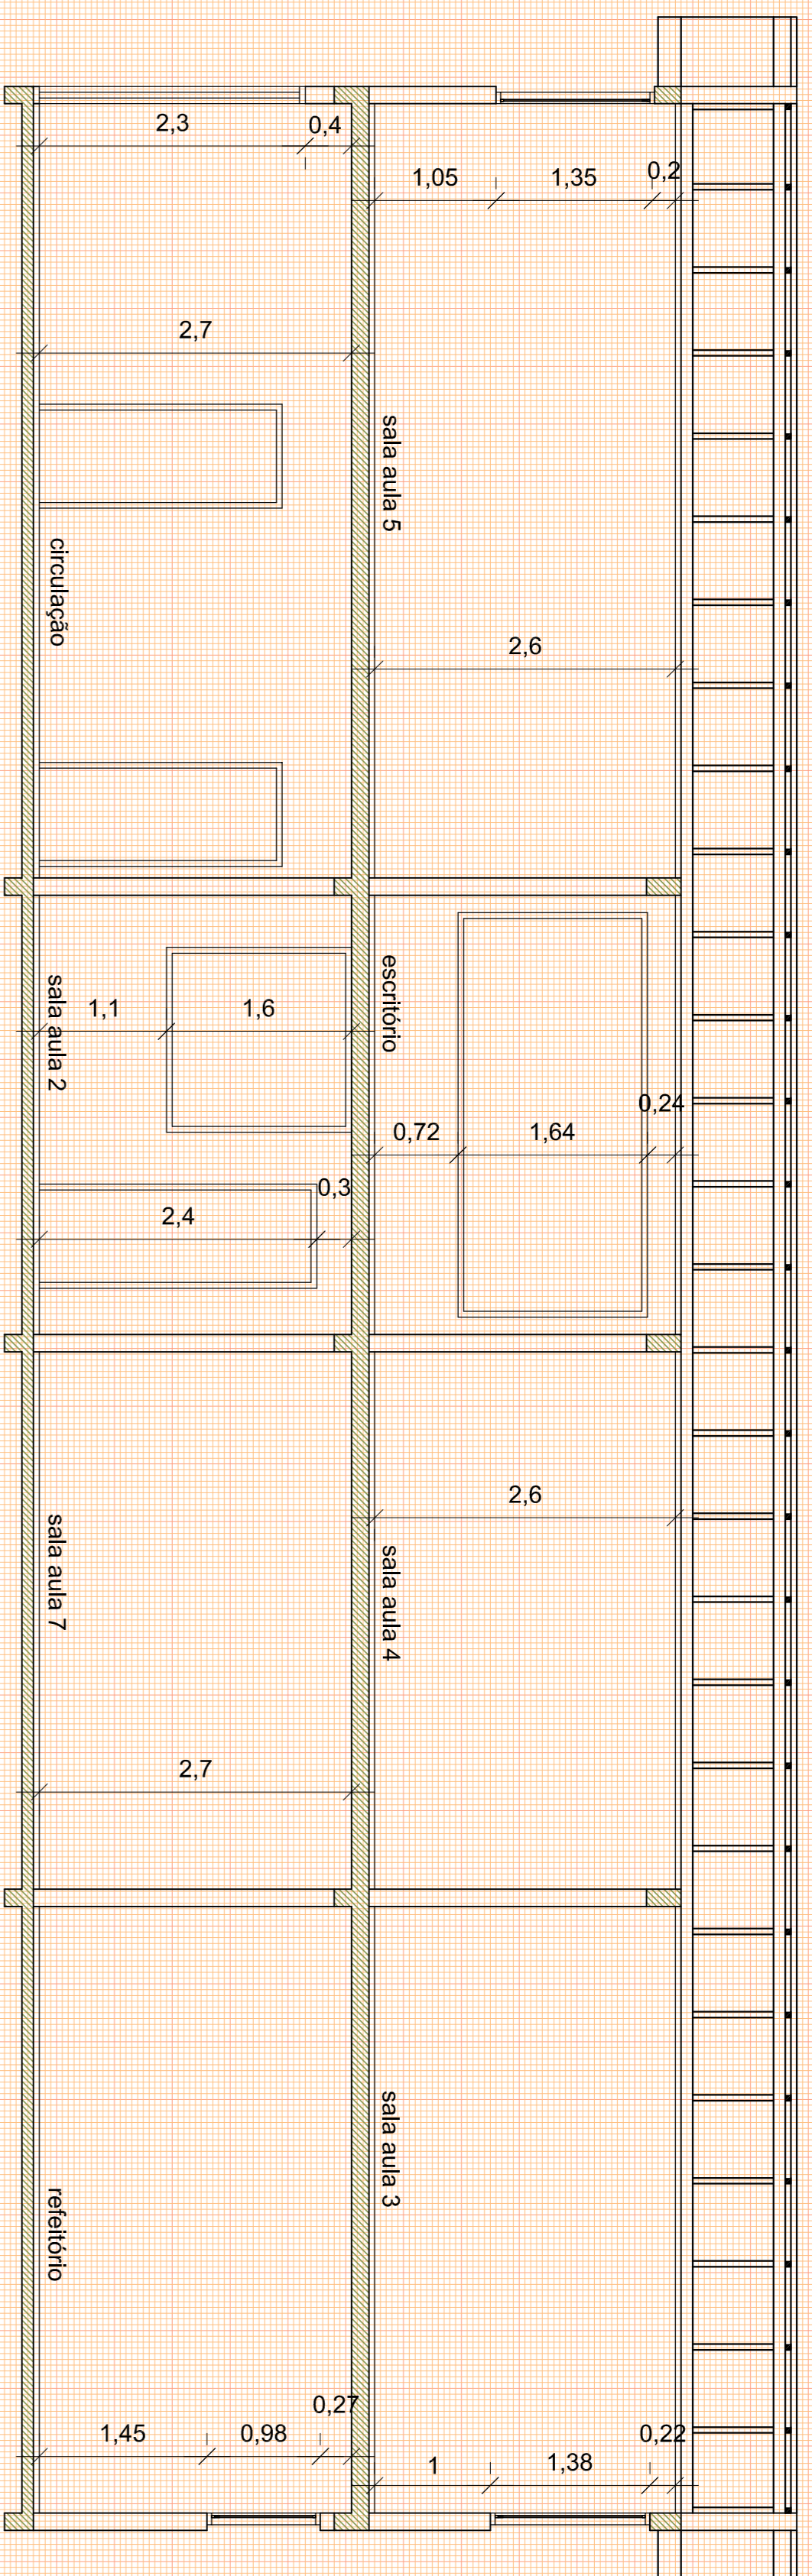 2,3
0,4
1,05
1,35
0,2
2,7
sala aula 5
circulação
2,6
sala aula 2
escritório
1,1
1,6
0,24
0,72
1,64
0,3
2,4
2,6
sala aula 7
sala aula 4
2,7
sala aula 3
refeitório
0,27
1,45
0,98
0,22
1
1,38